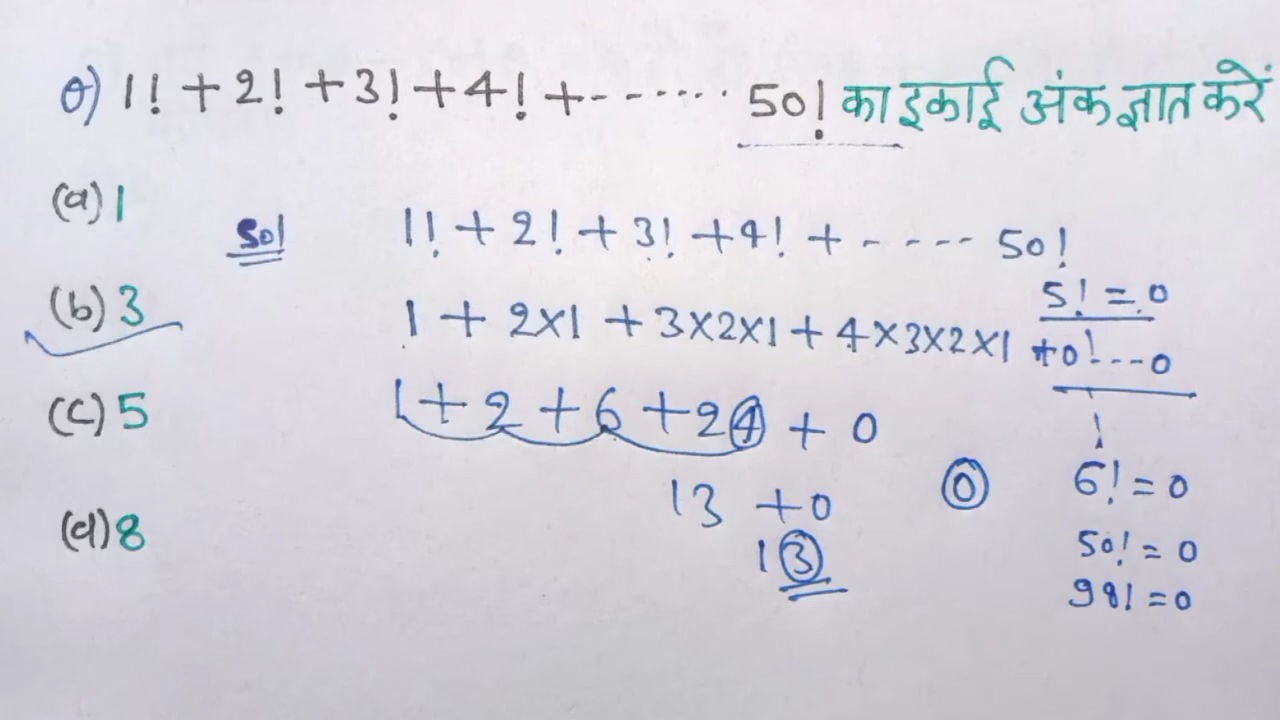 Q) 1! + 2! + 3! + 4! + ------- 50! का इकाई अंक ज्ञात करें
(a) 1
Sol 1! + 2! + 3! + 4! + ----- 50!
5! = 0
(b) 3
1 + 2×1 + 3×2×1 + 4×3×2×1
0!---0
(c) 5
1 + 2 + 6 + 24 + 0
0
6! = 0
13 + 0
(d) 8
13
50! = 0
98! = 0